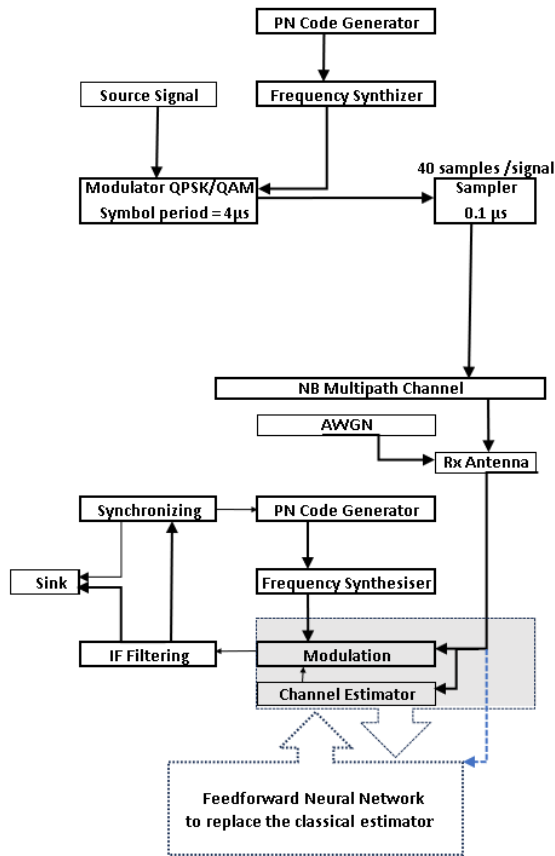 PN Code Generator
Source Signal
Frequency Synthizer
40 samples /signal
Modulator QPSK/QAM
Symbol period = 4µs
Sampler
0.1 µs
NB Multipath Channel
AWGN
Rx Antenna
Synchronizing
PN Code Generator
Sink
Frequency Synthesiser
IF Filtering
Modulation
Channel Estimator
Feedforward Neural Network
to replace the classical estimator